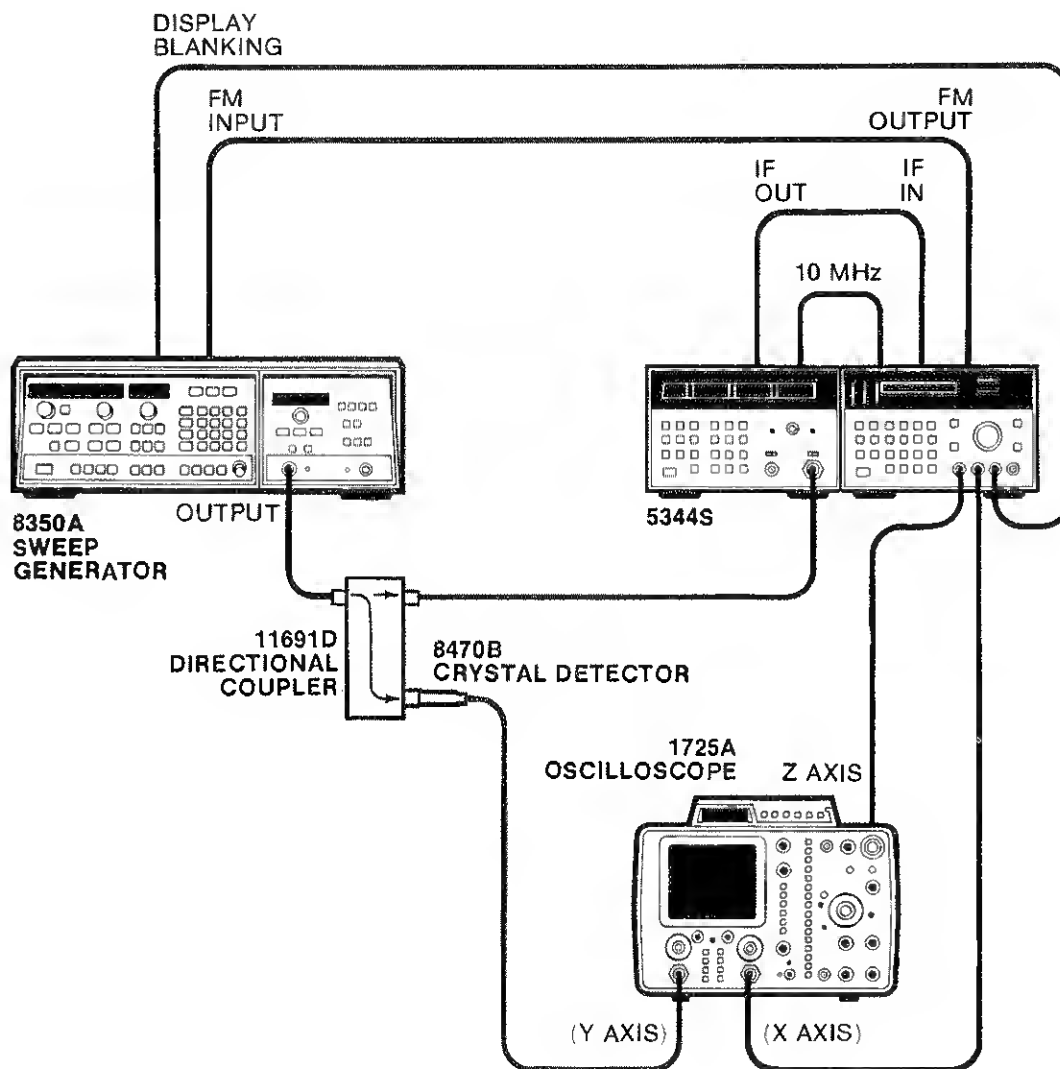 DISPLAY
BLANKING
FM
INPUT
FM
OUTPUT
IF
OUT
IF
IN
10 MHz
OUTPUT
8350A
SWEEP
GENERATOR
5344S
11691D
DIRECTIONAL
COUPLER
8470B
CRYSTAL DETECTOR
1725A
OSCILLOSCOPE
Z AXIS
(Y AXIS)
(X AXIS)